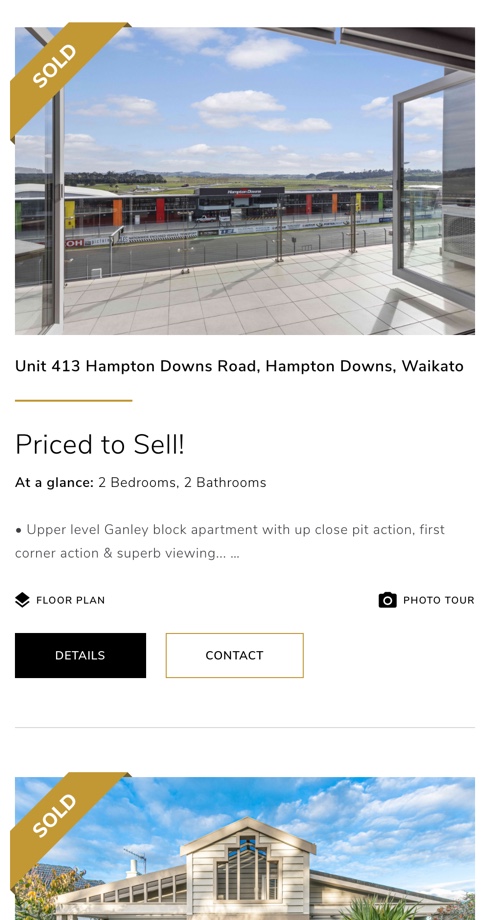 SOLD
Hampton Downs
OH
Unit 413 Hampton Downs Road, Hampton Downs, Waikato
Priced to Sell!
At a glance: 2 Bedrooms, 2 Bathrooms
• Upper level Ganley block apartment with up close pit action, first
corner action & superb viewing... ...
FLOOR PLAN
PHOTO TOUR
DETAILS
CONTACT
SOLD